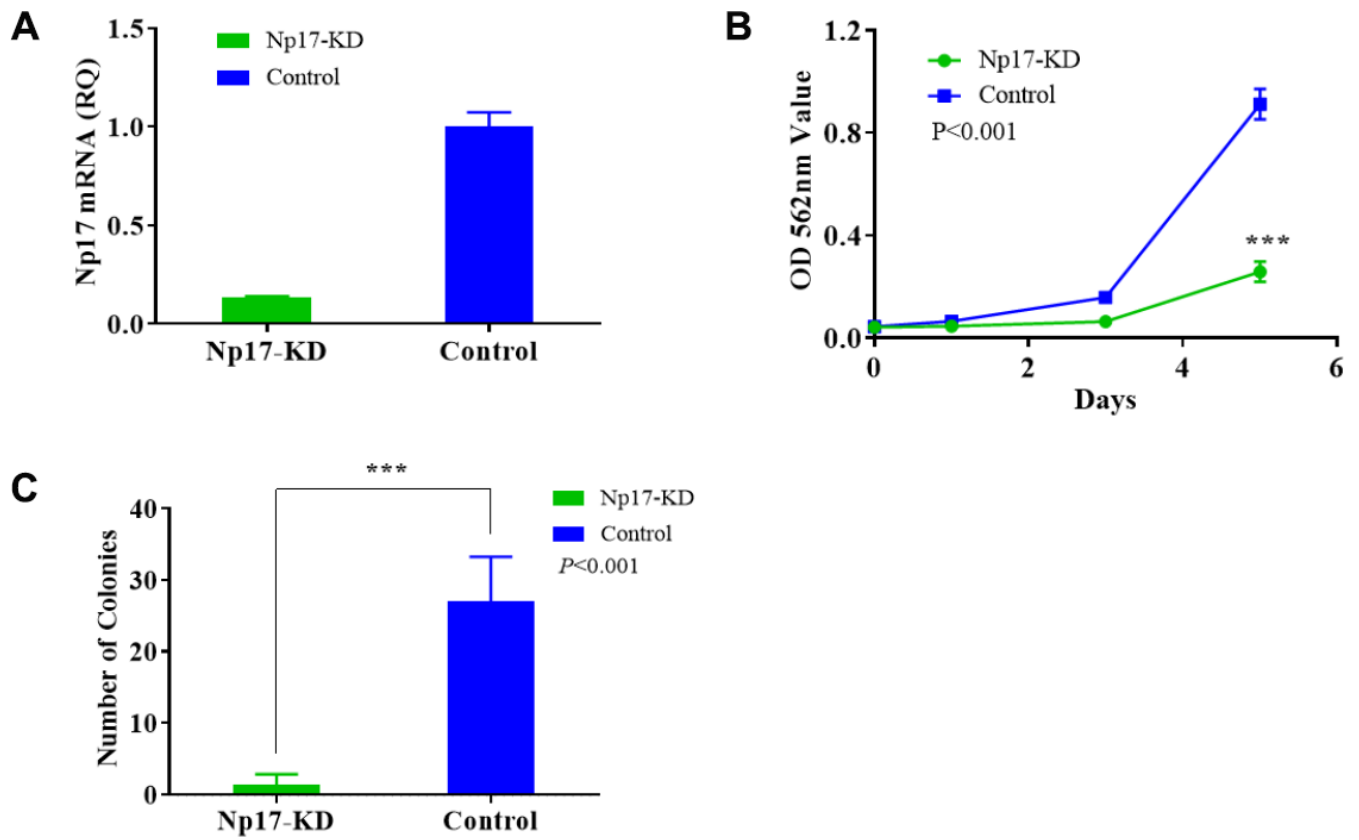 A
Np17 mRNA (RQ)
1.5
1.0
0.5
0.0
Np17-KD
Control
Np17-KD
Control
B
OD 562nm Value
1.2
0.8
0.4
0.0
Np17-KD
Control
P<0.001
***
0
2
4
6
Days
C
Number of Colonies
40
30
20
10
0
***
Np17-KD
Control
P<0.001
Np17-KD
Control